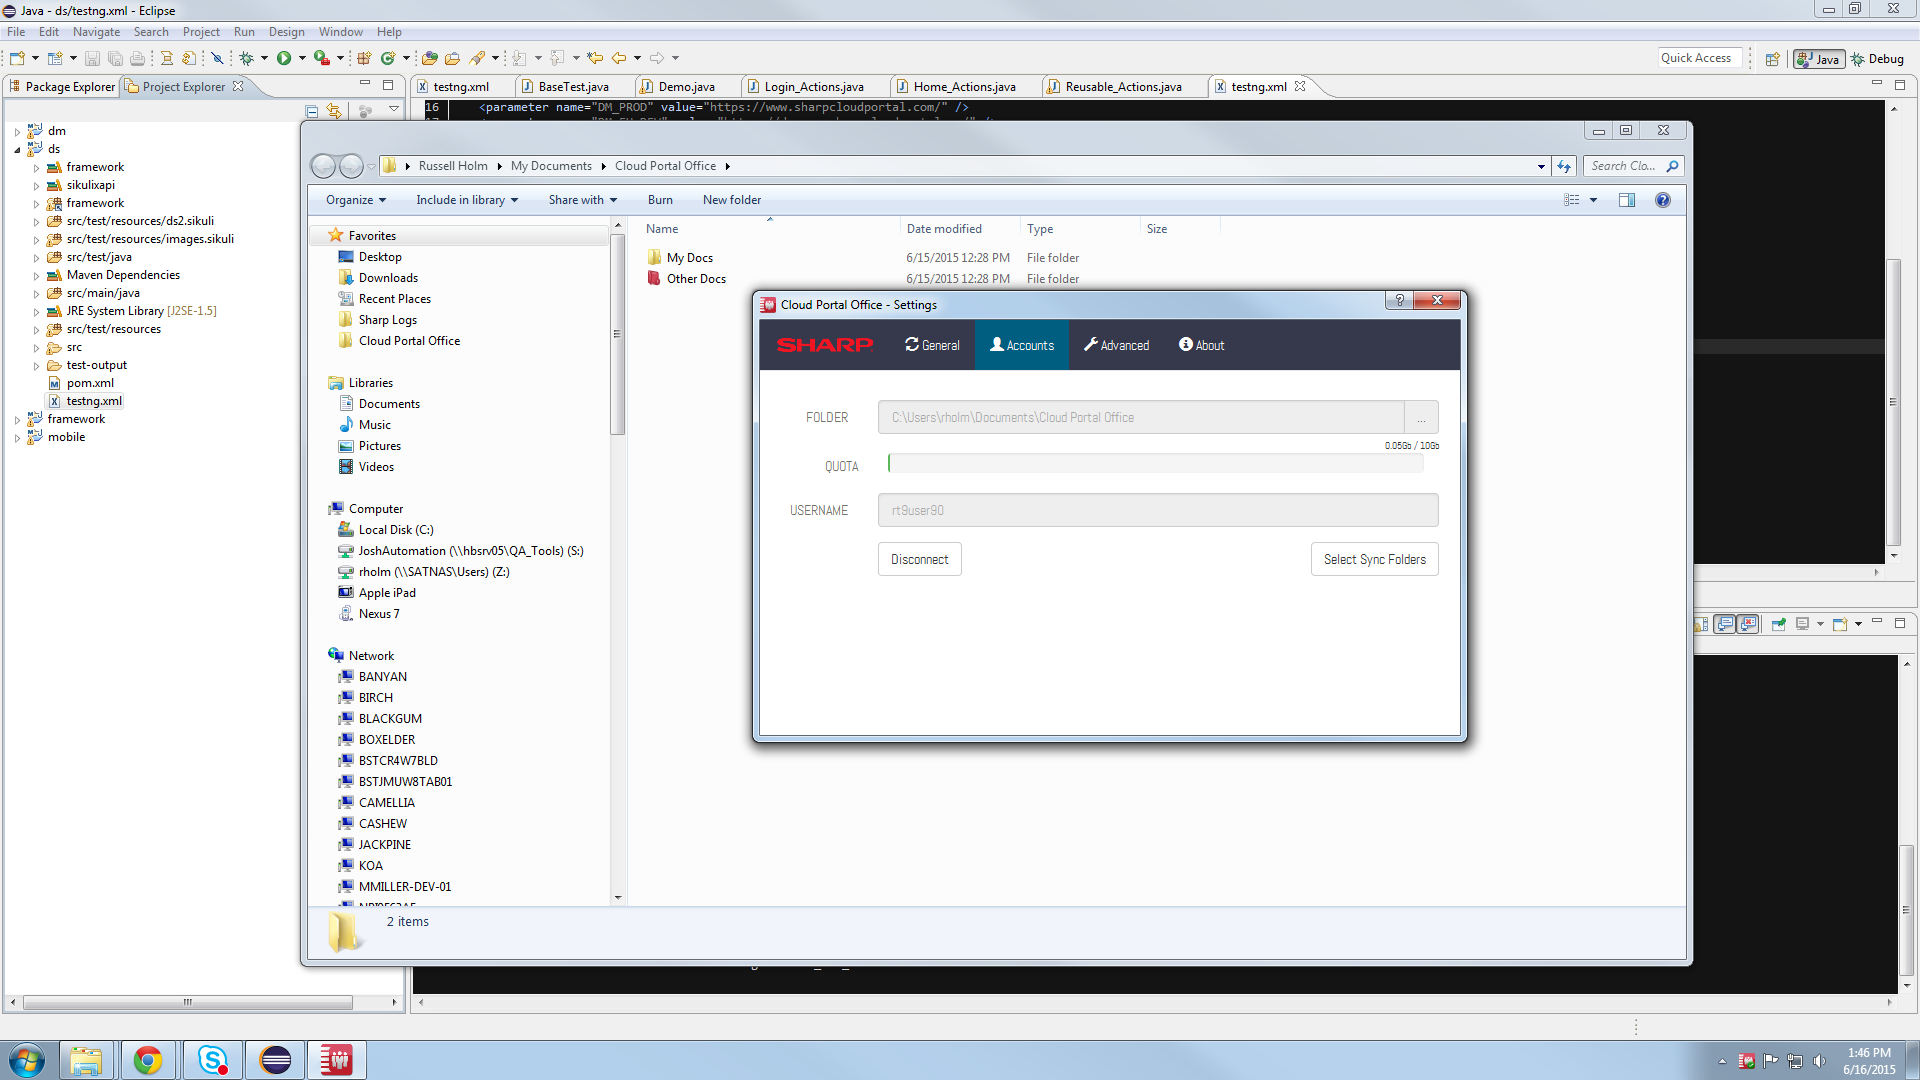 Java - ds/testng.xml - Eclipse
File Edit Navigate Search Project Run Design Window Help
Quick Access
Java
Debug
Package Explorer
Project Explorer
testng.xml
BaseTest.java
Demo.java
Login_Actions.java
Home_Actions.java
Reusable_Actions.java
testng.xml
16 <parameter name="DM_PROD" value="https://www.sharpcloudportal.com/" />
dm
ds
framework
sikulixapi
framework
src/test/resources/ds2.sikuli
src/test/resources/images.sikuli
src/test/java
Maven Dependencies
src/main/java
JRE System Library [J2SE-1.5]
src/test/resources
src
test-output
pom.xml
testng.xml
framework
mobile
Russell Holm
My Documents
Cloud Portal Office
Search Clo...
Organize
Include in library
Share with
Burn
New folder
Favorites
Desktop
Downloads
Recent Places
Sharp Logs
Cloud Portal Office
Libraries
Documents
Music
Pictures
Videos
Computer
Local Disk (C:)
JoshAutomation (\\hbsrv05\QA_Tools) (S:)
rholm (\\SATNAS\Users) (Z:)
Apple iPad
Nexus 7
Network
BANYAN
BIRCH
BLACKGUM
BOXELDER
BSTCR4W7BLD
BSTJMUW8TAB01
CAMELLIA
CASHEW
JACKPINE
KOA
MMILLER-DEV-01
Name Date modified Type Size
My Docs 6/15/2015 12:28 PM File folder
Other Docs 6/15/2015 12:28 PM File folder
2 items
Cloud Portal Office - Settings
SHARP
General
Accounts
Advanced
About
FOLDER C:\Users\rholm\Documents\Cloud Portal Office ...
0.05Gb / 10Gb
QUOTA
USERNAME rt9user90
Disconnect
Select Sync Folders
1:46 PM
6/16/2015